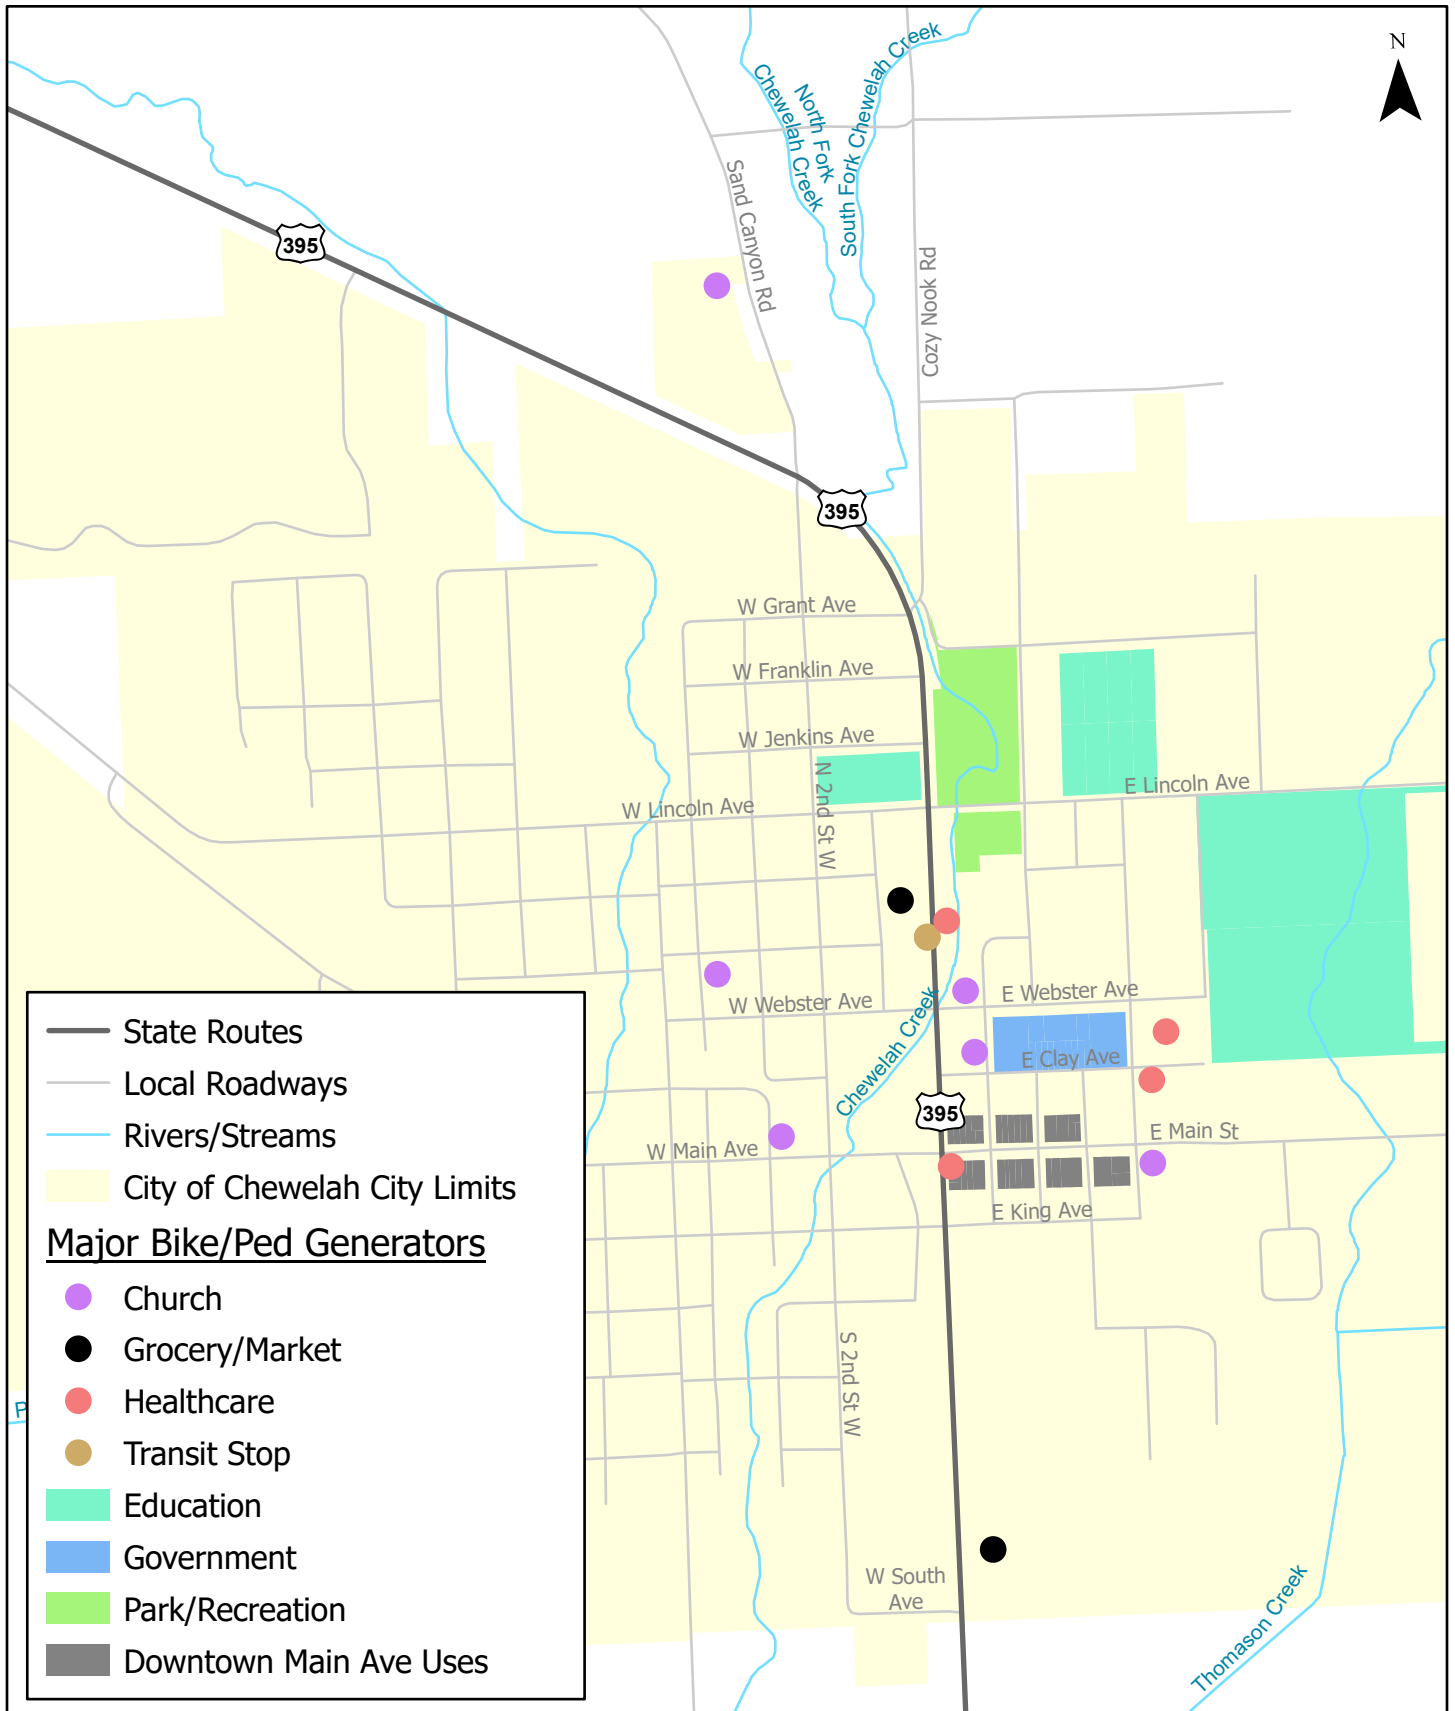 N
Chewelah Creek
North Fork
South Fork Chewelah Creek
Sand Canyon Rd
Cozy Nook Rd
395
395
W Grant Ave
W Franklin Ave
W Jenkins Ave
N 2nd St W
W Lincoln Ave
E Lincoln Ave
W Webster Ave
E Webster Ave
Chewelah Creek
E Clay Ave
395
W Main Ave
E Main St
E King Ave
S 2nd St W
W South
Ave
Thomason Creek
P
State Routes
Local Roadways
Rivers/Streams
City of Chewelah City Limits
Major Bike/Ped Generators
Church
Grocery/Market
Healthcare
Transit Stop
Education
Government
Park/Recreation
Downtown Main Ave Uses